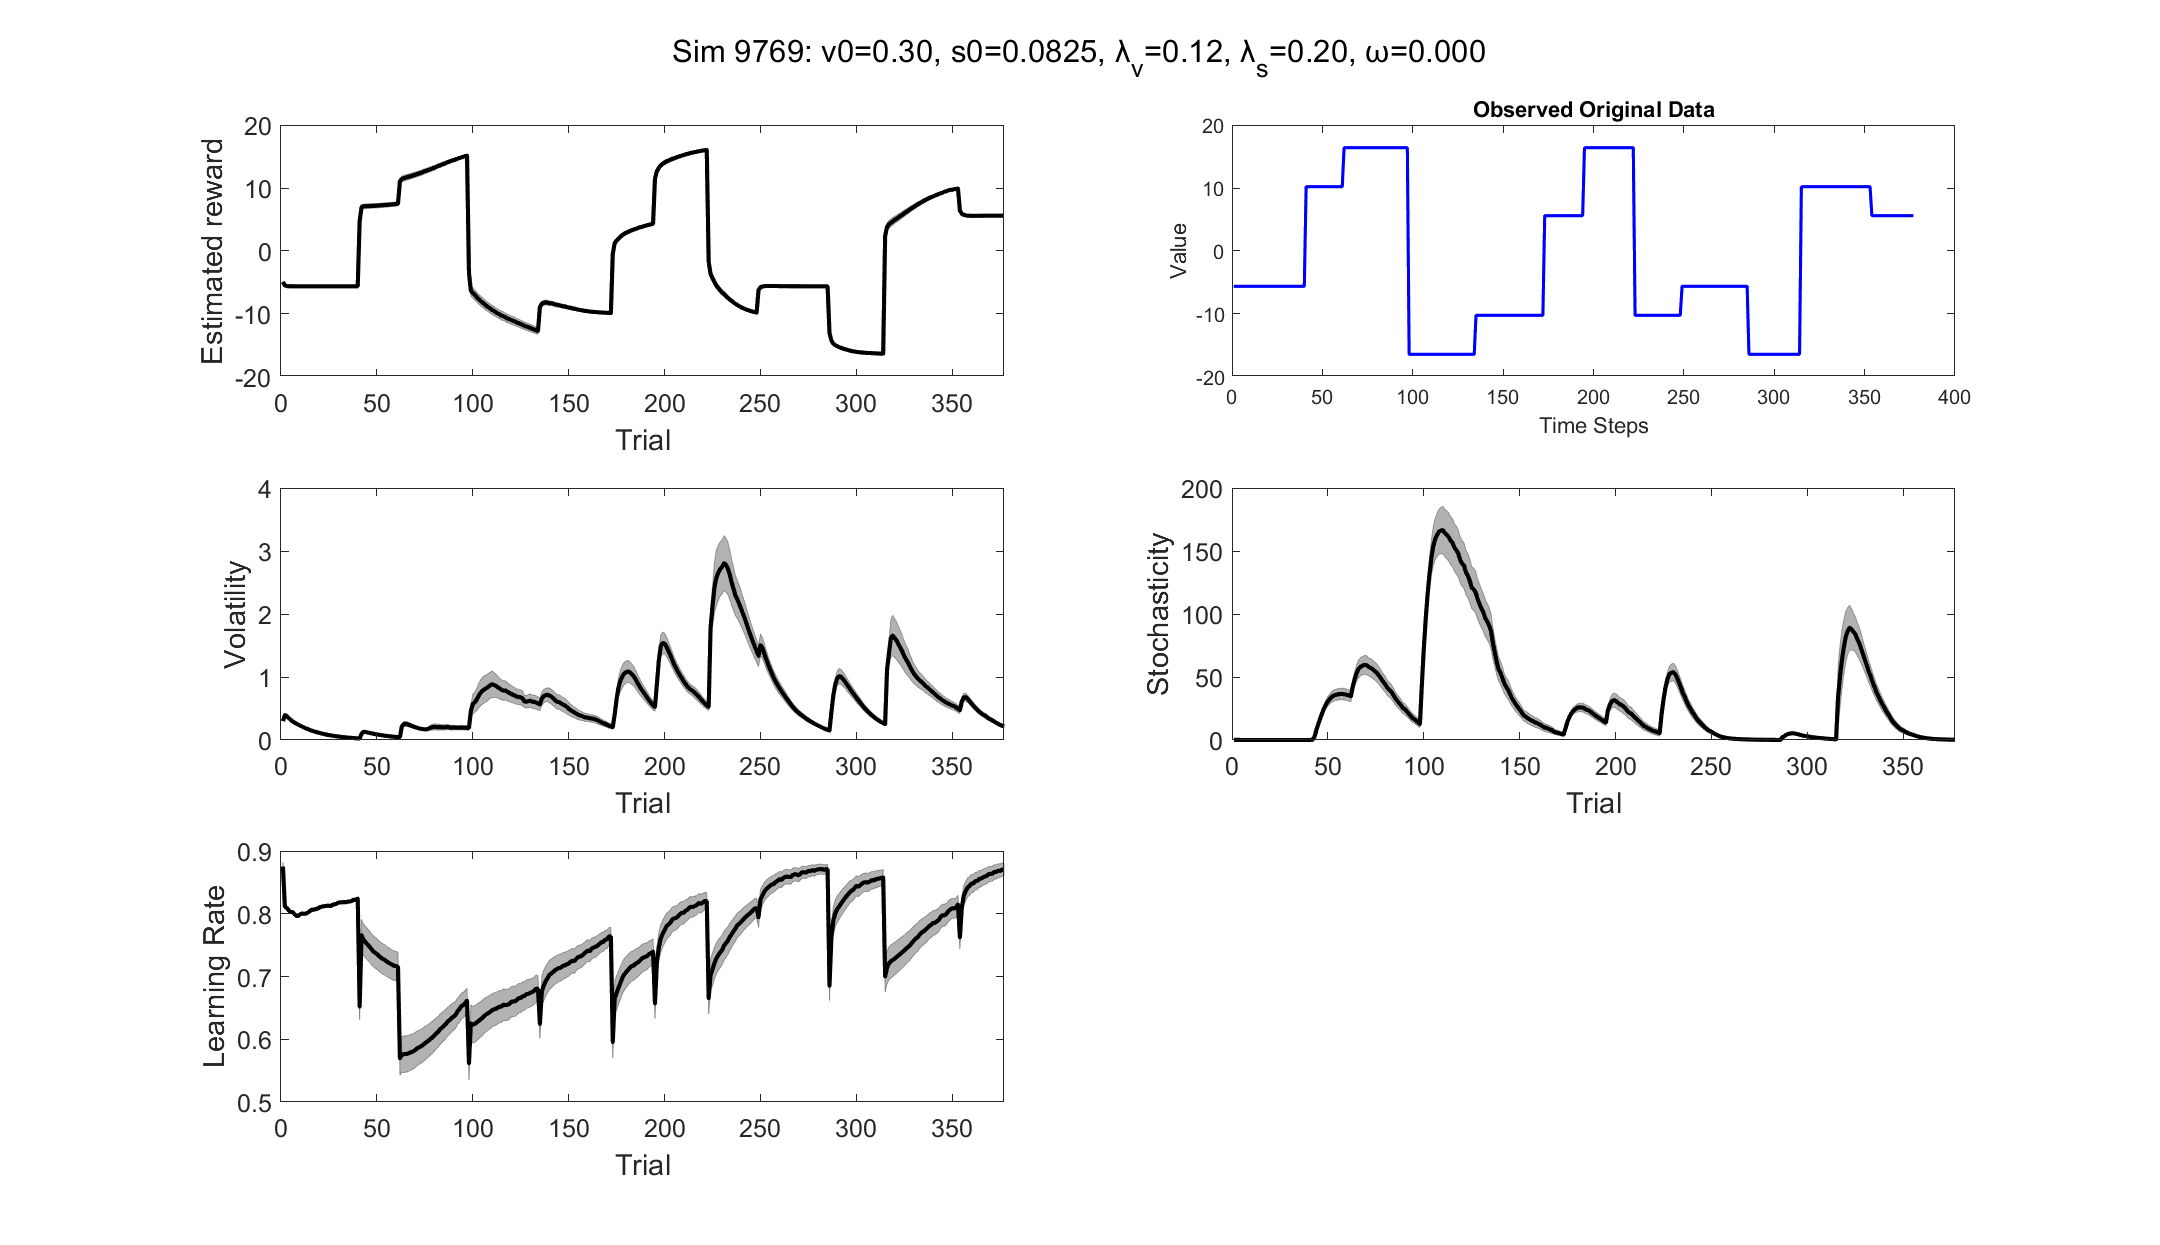 Sim 9769: v0=0.30, s0=0.0825, λv=0.12, λs=0.20, ω=0.000
Estimated reward
20
10
0
-10
-20
0 50 100 150 200 250 300 350
Trial
Observed Original Data
Value
20
10
0
-10
-20
0 50 100 150 200 250 300 350 400
Time Steps
Volatility
4
3
2
1
0
0 50 100 150 200 250 300 350
Trial
Stochasticity
200
150
100
50
0
0 50 100 150 200 250 300 350
Trial
Learning Rate
0.9
0.8
0.7
0.6
0.5
0 50 100 150 200 250 300 350
Trial